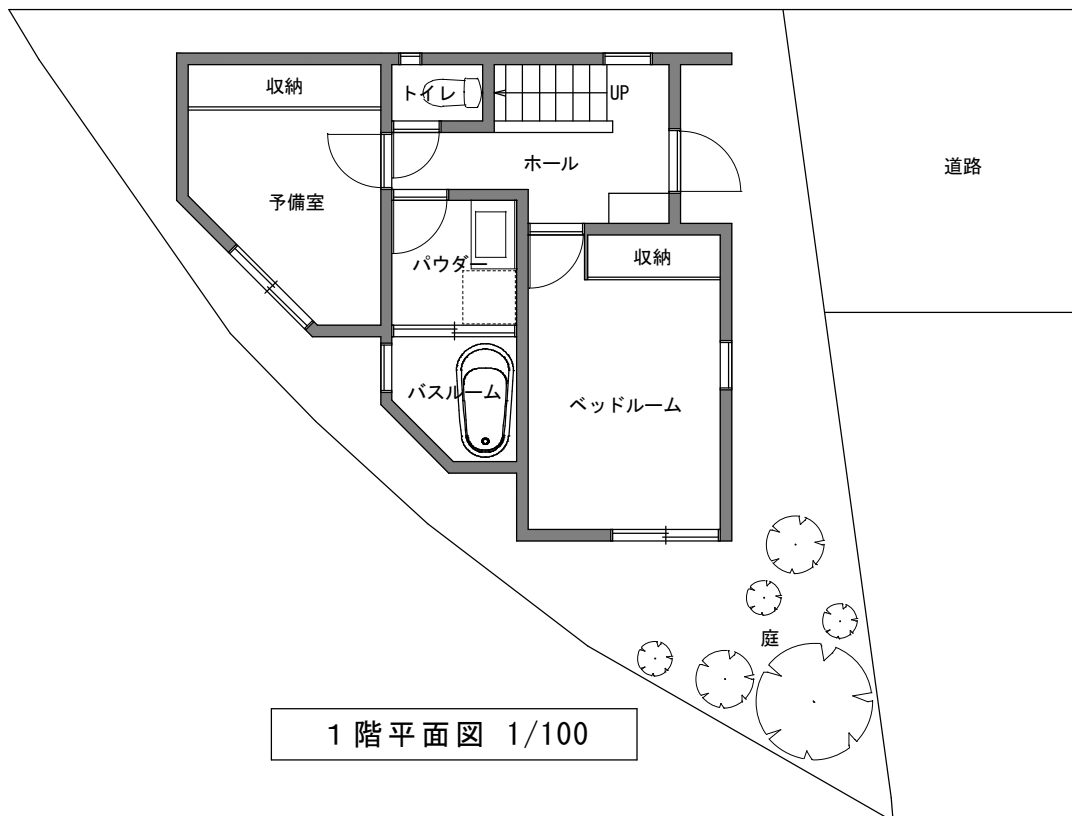 収納
トイレ
UP
ホール
道路
予備室
パウダー
収納
バスルーム
ベッドルーム
庭
1階平面図 1/100